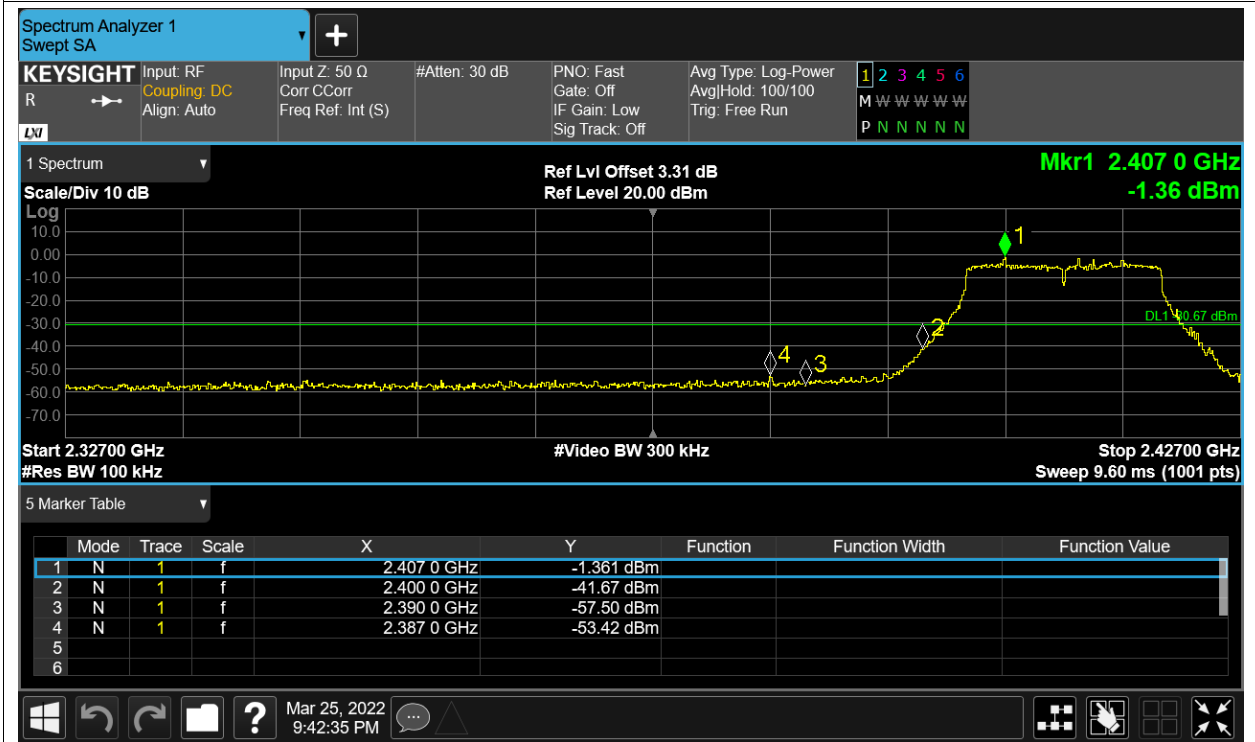 Spectrum Analyzer 1
Swept SA
+
KEYSIGHT
R
LXI
Input: RF
Coupling: DC
Align: Auto
Input Z: 50 Ω
Corr CCorr
Freq Ref: Int (S)
#Atten: 30 dB
PNO: Fast
Gate: Off
IF Gain: Low
Sig Track: Off
Avg Type: Log-Power
Avg|Hold: 100/100
Trig: Free Run
1 2 3 4 5 6
M W W W W W
P N N N N N
1 Spectrum
Scale/Div 10 dB
Ref Lvl Offset 3.31 dB
Ref Level 20.00 dBm
Mkr1 2.407 0 GHz
-1.36 dBm
Log
10.0
0.00
-10.0
-20.0
-30.0
-40.0
-50.0
-60.0
-70.0
1
2
3
4
DL1 -30.67 dBm
Start 2.32700 GHz
#Video BW 300 kHz
Stop 2.42700 GHz
#Res BW 100 kHz
Sweep 9.60 ms (1001 pts)
5 Marker Table
Mode Trace Scale X Y Function Function Width Function Value
1 N 1 f 2.407 0 GHz -1.361 dBm
2 N 1 f 2.400 0 GHz -41.67 dBm
3 N 1 f 2.390 0 GHz -57.50 dBm
4 N 1 f 2.387 0 GHz -53.42 dBm
5
6
?
Mar 25, 2022
9:42:35 PM